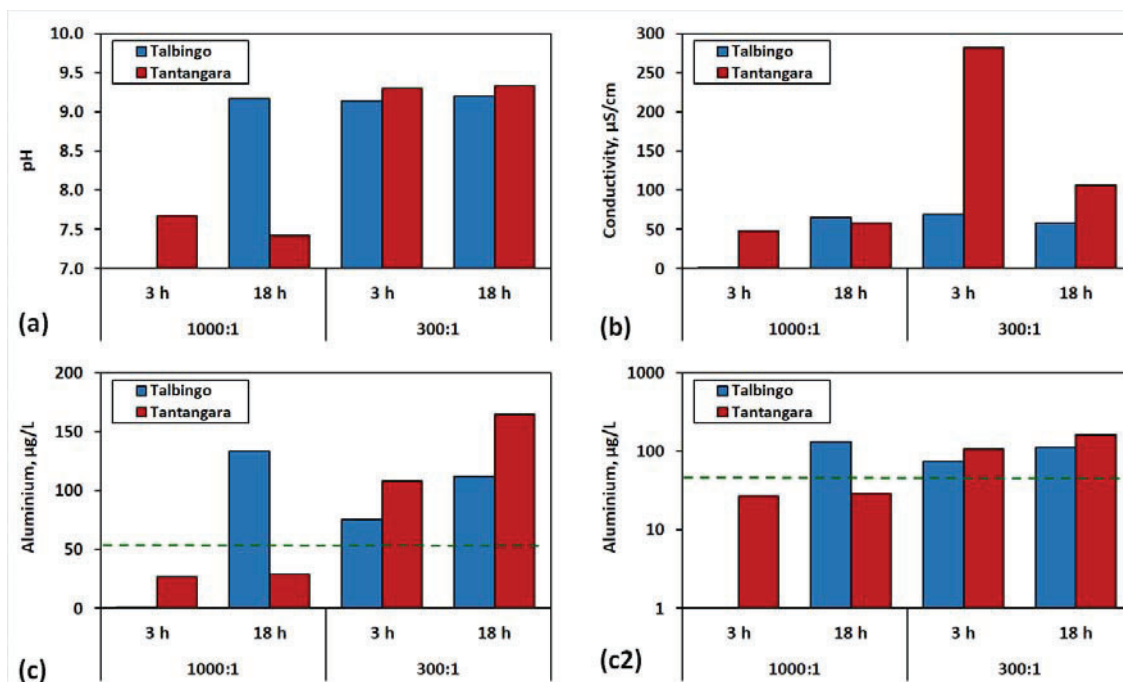 10.0
9.5
9.0
8.5
8.0
7.5
7.0
pH
Talbingo
Tantangara
3 h 18 h 3 h 18 h
1000:1 300:1
(a)
300
250
200
150
100
50
0
Conductivity, µS/cm
Talbingo
Tantangara
3 h 18 h 3 h 18 h
1000:1 300:1
(b)
200
150
100
50
0
Aluminium, µg/L
Talbingo
Tantangara
3 h 18 h 3 h 18 h
1000:1 300:1
(c)
1000
100
10
1
Aluminium, µg/L
Talbingo
Tantangara
3 h 18 h 3 h 18 h
1000:1 300:1
(c2)